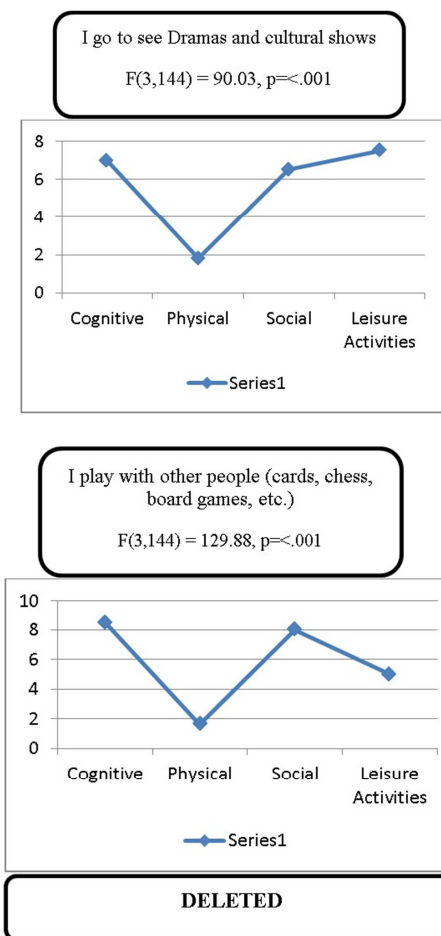 I go to see Dramas and cultural shows
F(3,144) = 90.03, p=<.001
8
6
4
2
0
Cognitive Physical Social Leisure
Activities
Series1
I play with other people (cards, chess,
board games, etc.)
F(3,144) = 129.88, p=<.001
10
8
6
4
2
0
Cognitive Physical Social Leisure
Activities
Series1
DELETED